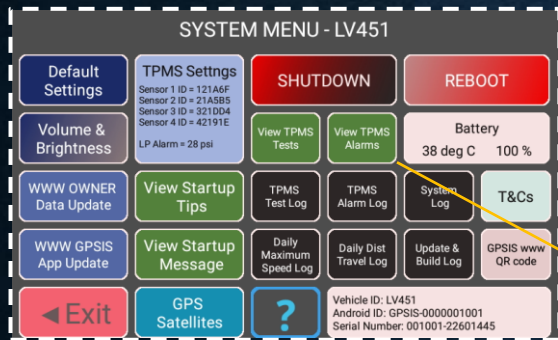 SYSTEM MENU - LV451
Default
Settings
TPMS Settngs
Sensor 1 ID = 121A6F
Sensor 2 ID = 21A5B5
Sensor 3 ID = 321DD4
Sensor 4 ID = 42191E
LP Alarm = 28 psi
SHUTDOWN
REBOOT
Volume &
Brightness
View TPMS
Tests
View TPMS
Alarms
Battery
38 deg C 100 %
WWW OWNER
Data Update
View Startup
Tips
TPMS
Test Log
TPMS
Alarm Log
System
Log
T&Cs
WWW GPSIS
App Update
View Startup
Message
Daily
Maximum
Speed Log
Daily Dist
Travel Log
Update &
Build Log
GPSIS www
QR code
◄Exit
GPS
Satellites
?
Vehicle ID: LV451
Android ID: GPSIS-0000001001
Serial Number: 001001-22601445